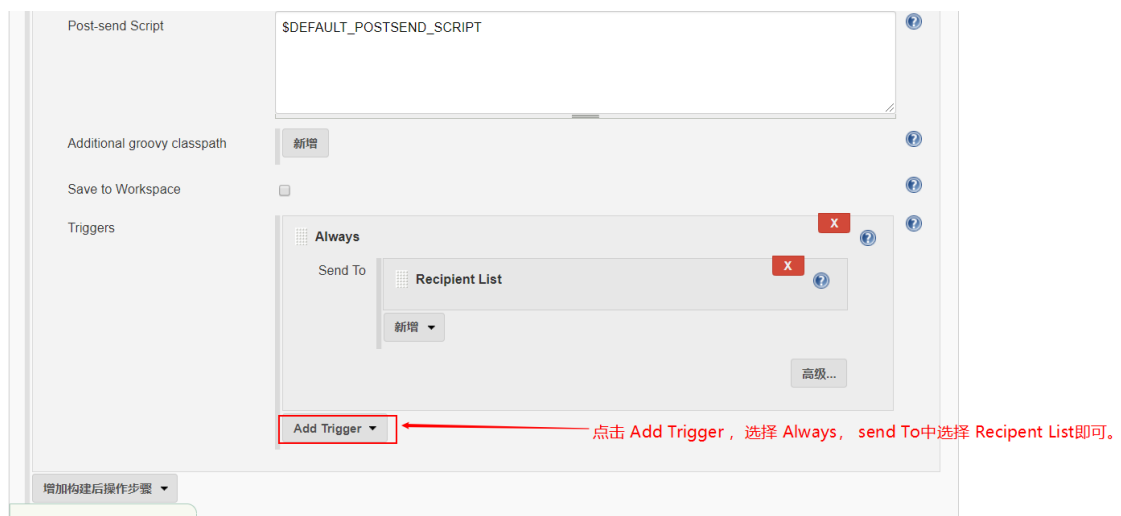 Post-send Script
$DEFAULT_POSTSEND_SCRIPT
Additional groovy classpath
新增
Save to Workspace
Triggers
X
Always
Send To
X
Recipient List
新增
高级...
Add Trigger
点击 Add Trigger ，选择 Always， send To中选择 Recipent List即可。
增加构建后操作步骤